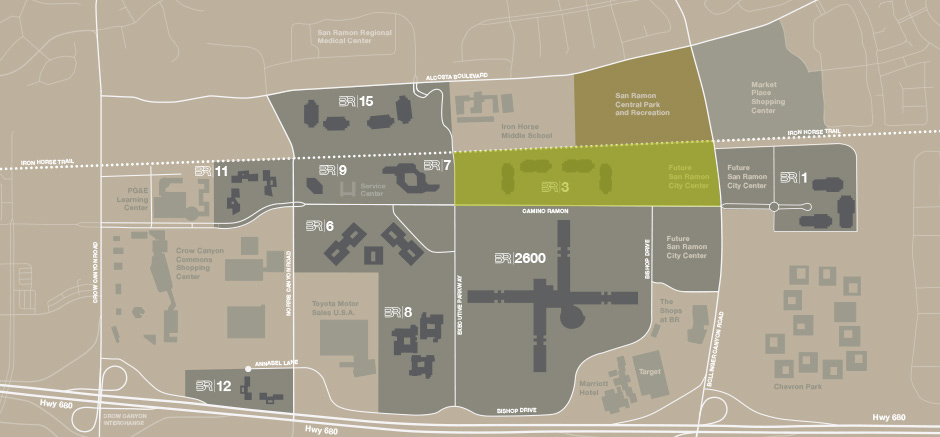 San Ramon Regional
Medical Center
ALCOSTA BOULEVARD
BR|15
San Ramon
Central Park
and Recreation
Market
Place
Shopping
Center
Iron Horse
Middle School
IRON HORSE TRAIL
IRON HORSE TRAIL
BR|11
BR|9
BR|7
BR|3
Future
San Ramon
City Center
Future
San Ramon
City Center
BR|1
PG&E
Learning
Center
Service
Center
CAMINO RAMON
BR|6
BR|2600
Future
San Ramon
City Center
CROW CANYON ROAD
Crow Canyon
Commons
Shopping
Center
NORRIS CANYON ROAD
EXECUTIVE PARKWAY
BISHOP DRIVE
BOLLINGER CANYON ROAD
Toyota Motor
Sales U.S.A.
BR|8
The
Shops
at BR
ANNABEL LANE
BR|12
Marriott
Hotel
Target
Chevron Park
BISHOP DRIVE
Hwy 680
CROW CANYON
INTERCHANGE
Hwy 680
Hwy 680